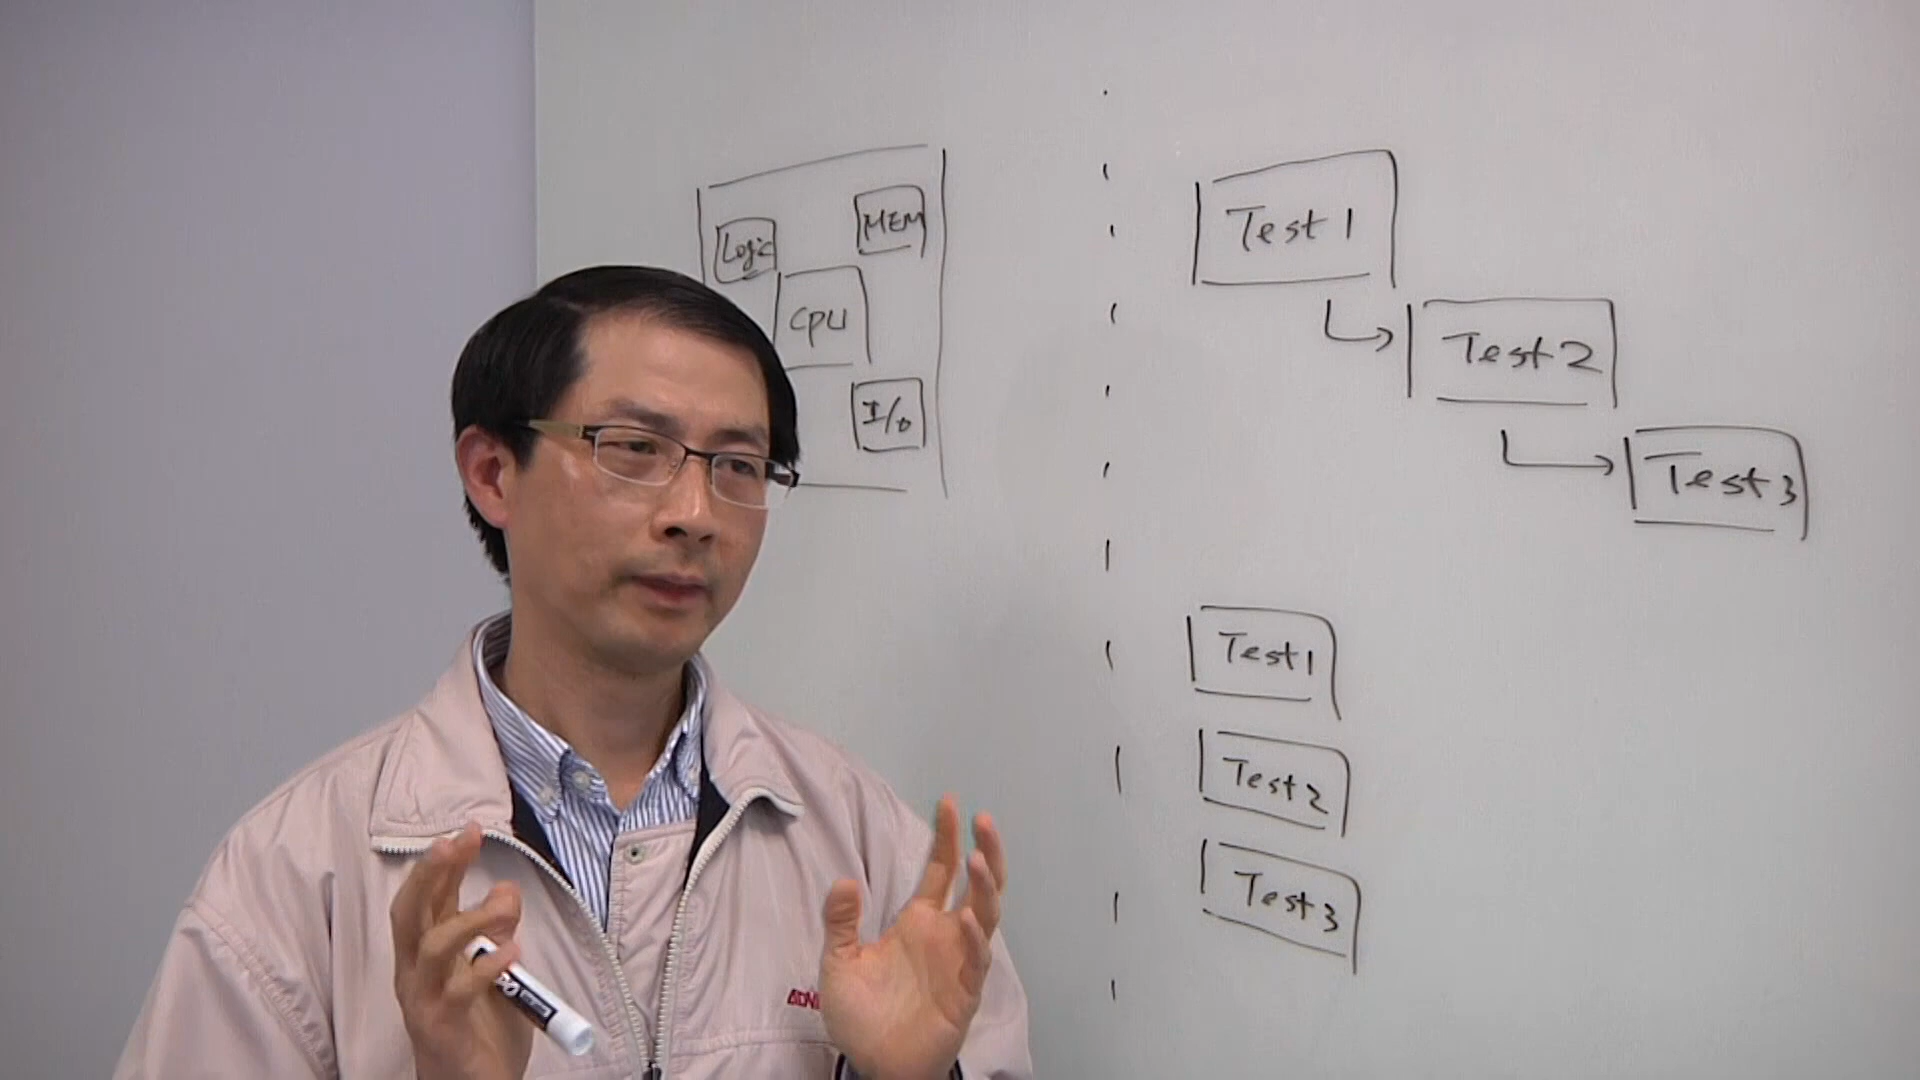 Logic
MEM
CPU
I/O
Test 1
Test 2
Test 3
Test 1
Test 2
Test 3